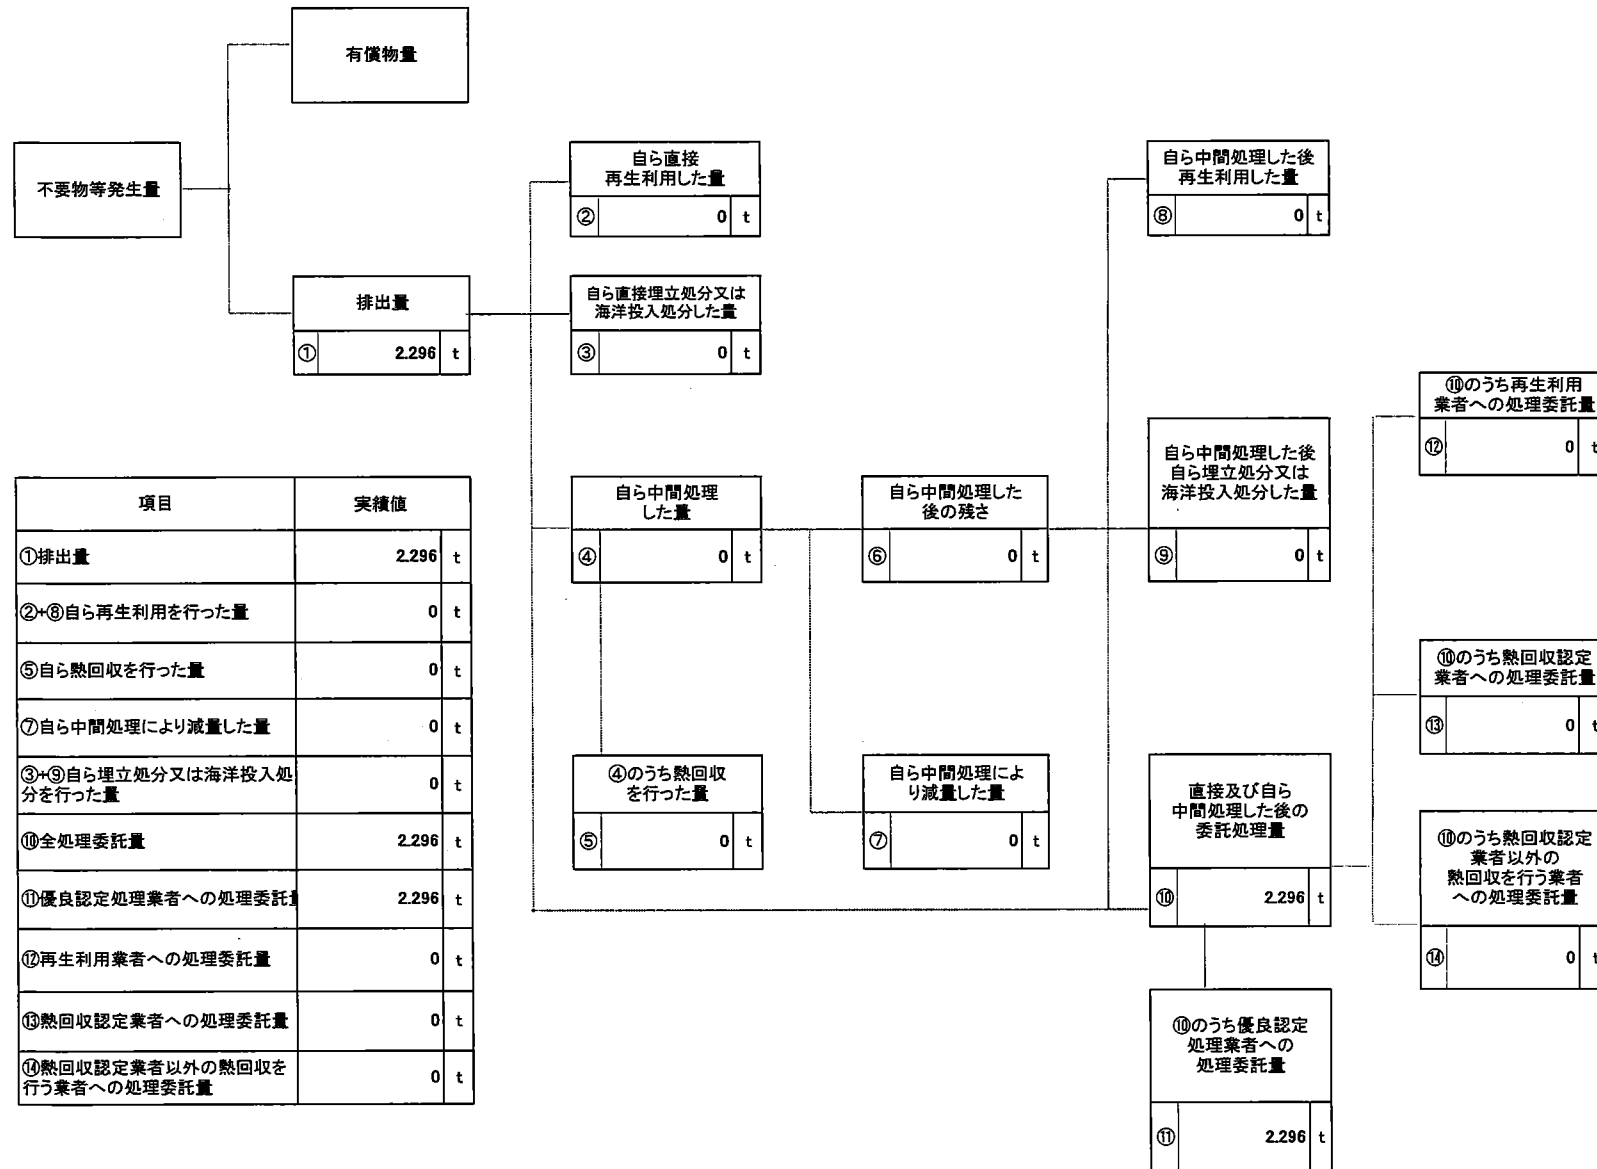 有償物量
不要物等発生量
排出量
① 2.296 t
自ら直接
再生利用した量
② 0 t
自ら直接埋立処分又は
海洋投入処分した量
③ 0 t
自ら中間処理
した量
④ 0 t
④のうち熱回収
を行った量
⑤ 0 t
自ら中間処理した
後の残さ
⑥ 0 t
自ら中間処理によ
り減量した量
⑦ 0 t
自ら中間処理した後
再生利用した量
⑧ 0 t
自ら中間処理した後
自ら埋立処分又は
海洋投入処分した量
⑨ 0 t
直接及び自ら
中間処理した後の
委託処理量
⑩ 2.296 t
⑩のうち優良認定
処理業者への
処理委託量
⑪ 2.296 t
⑩のうち再生利用
業者への処理委託量
⑫ 0 t
⑩のうち熱回収認定
業者への処理委託量
⑬ 0 t
⑩のうち熱回収認定
業者以外の
熱回収を行う業者
への処理委託量
⑭ 0 t
項目 実績値
①排出量 2.296 t
②+⑧自ら再生利用を行った量 0 t
⑤自ら熱回収を行った量 0 t
⑦自ら中間処理により減量した量 0 t
③+⑨自ら埋立処分又は海洋投入処
分を行った量 0 t
⑩全処理委託量 2.296 t
⑪優良認定処理業者への処理委託量 2.296 t
⑫再生利用業者への処理委託量 0 t
⑬熱回収認定業者への処理委託量 0 t
⑭熱回収認定業者以外の熱回収を
行う業者への処理委託量 0 t